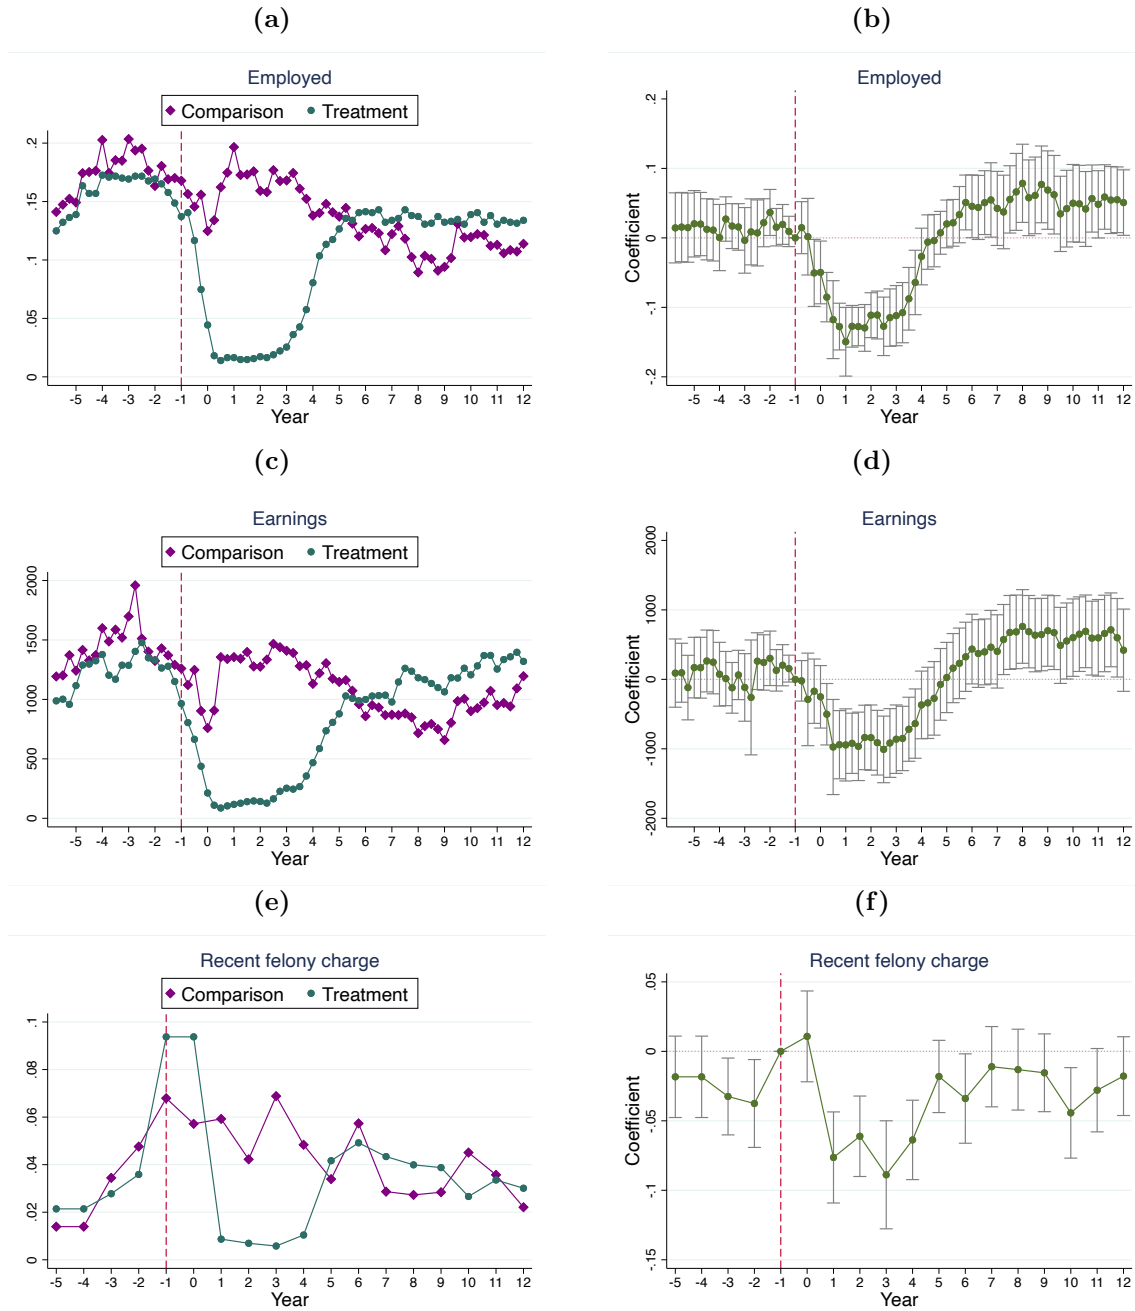 (a)
Employed
Comparison Treatment
.2
.15
.1
.05
0
-5 -4 -3 -2 -1 0 1 2 3 4 5 6 7 8 9 10 11 12
Year
(b)
Employed
Coefficient
.2
.1
0
-.1
-.2
-5 -4 -3 -2 -1 0 1 2 3 4 5 6 7 8 9 10 11 12
Year
(c)
Earnings
Comparison Treatment
2000
1500
1000
500
0
-5 -4 -3 -2 -1 0 1 2 3 4 5 6 7 8 9 10 11 12
Year
(d)
Earnings
Coefficient
2000
1000
0
-1000
-2000
-5 -4 -3 -2 -1 0 1 2 3 4 5 6 7 8 9 10 11 12
Year
(e)
Recent felony charge
Comparison Treatment
.1
.08
.06
.04
.02
0
-5 -4 -3 -2 -1 0 1 2 3 4 5 6 7 8 9 10 11 12
Year
(f)
Recent felony charge
Coefficient
.05
0
-.05
-.1
-.15
-5 -4 -3 -2 -1 0 1 2 3 4 5 6 7 8 9 10 11 12
Year